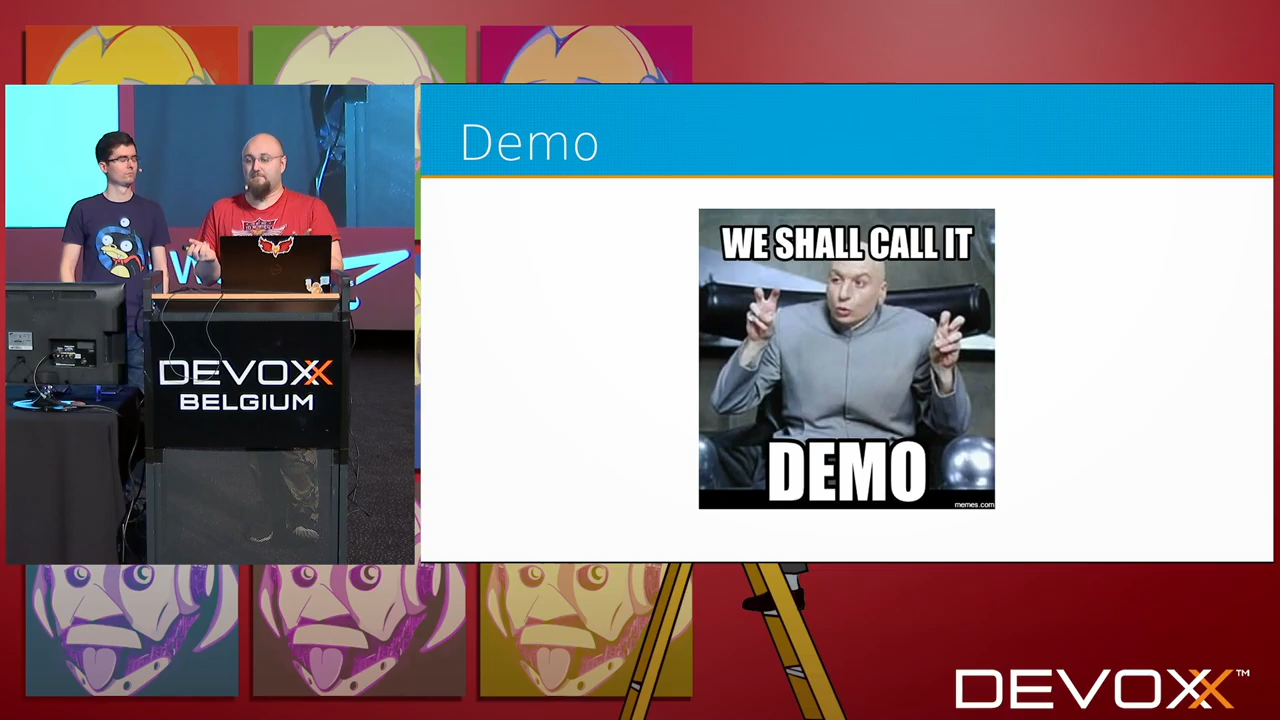 Demo
WE SHALL CALL IT
DEMO
memes.com
DEVOXX
BELGIUM
DEVOXX™